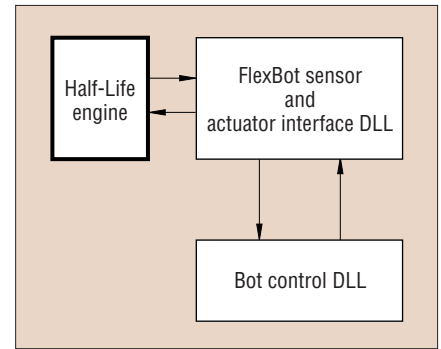 Half-Life
engine
FlexBot sensor
and
actuator interface DLL
Bot control DLL